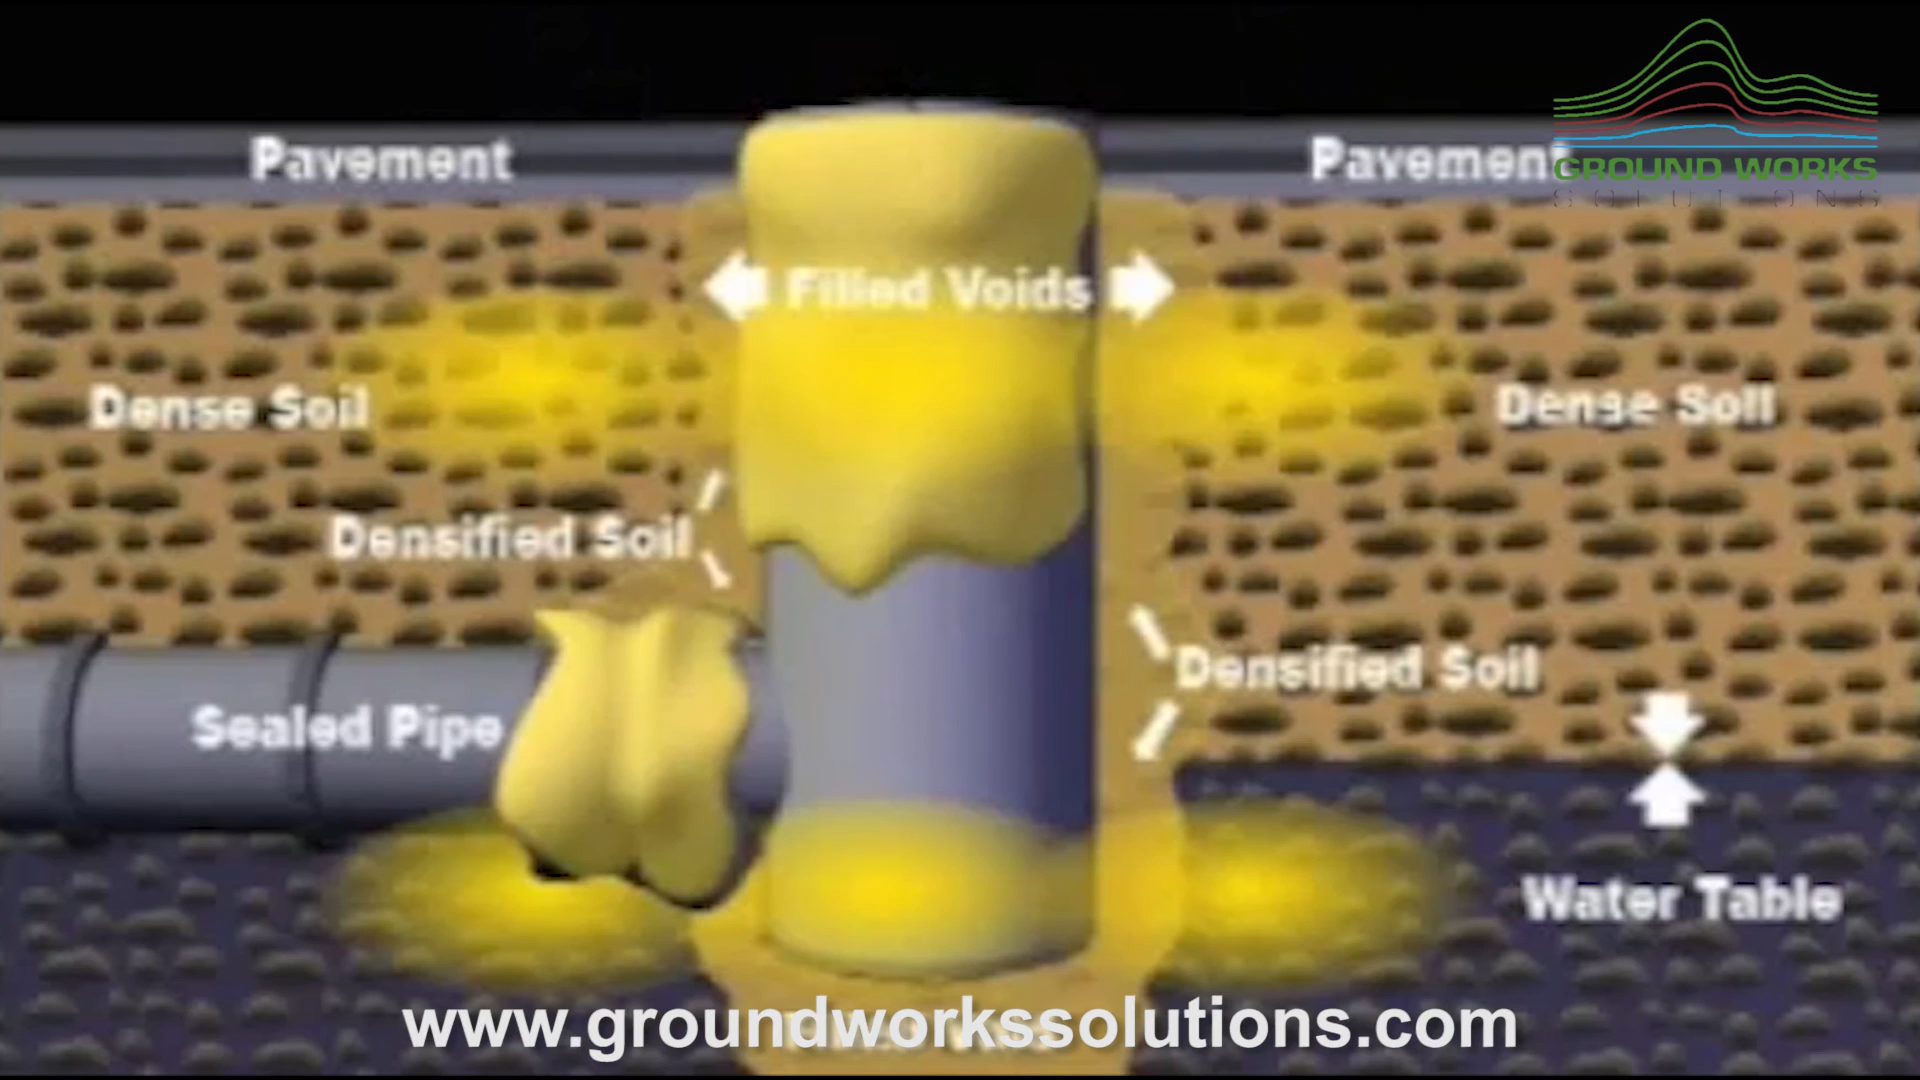 Pavement
Pavement
GROUND WORKS
SOLUTIONS
Filled Voids
Dense Soil
Dense Soil
Densified Soil
Densified Soil
Sealed Pipe
Water Table
www.groundworkssolutions.com